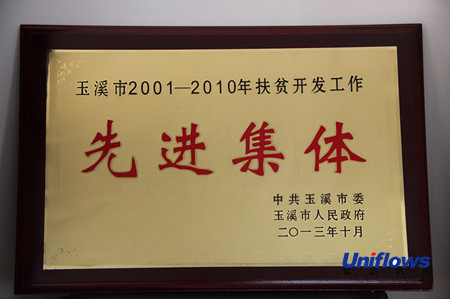 玉溪市2001—2010年扶贫开发工作
先进集体
中共玉溪市委
玉溪市人民政府
二〇一三年十月
Uniflows